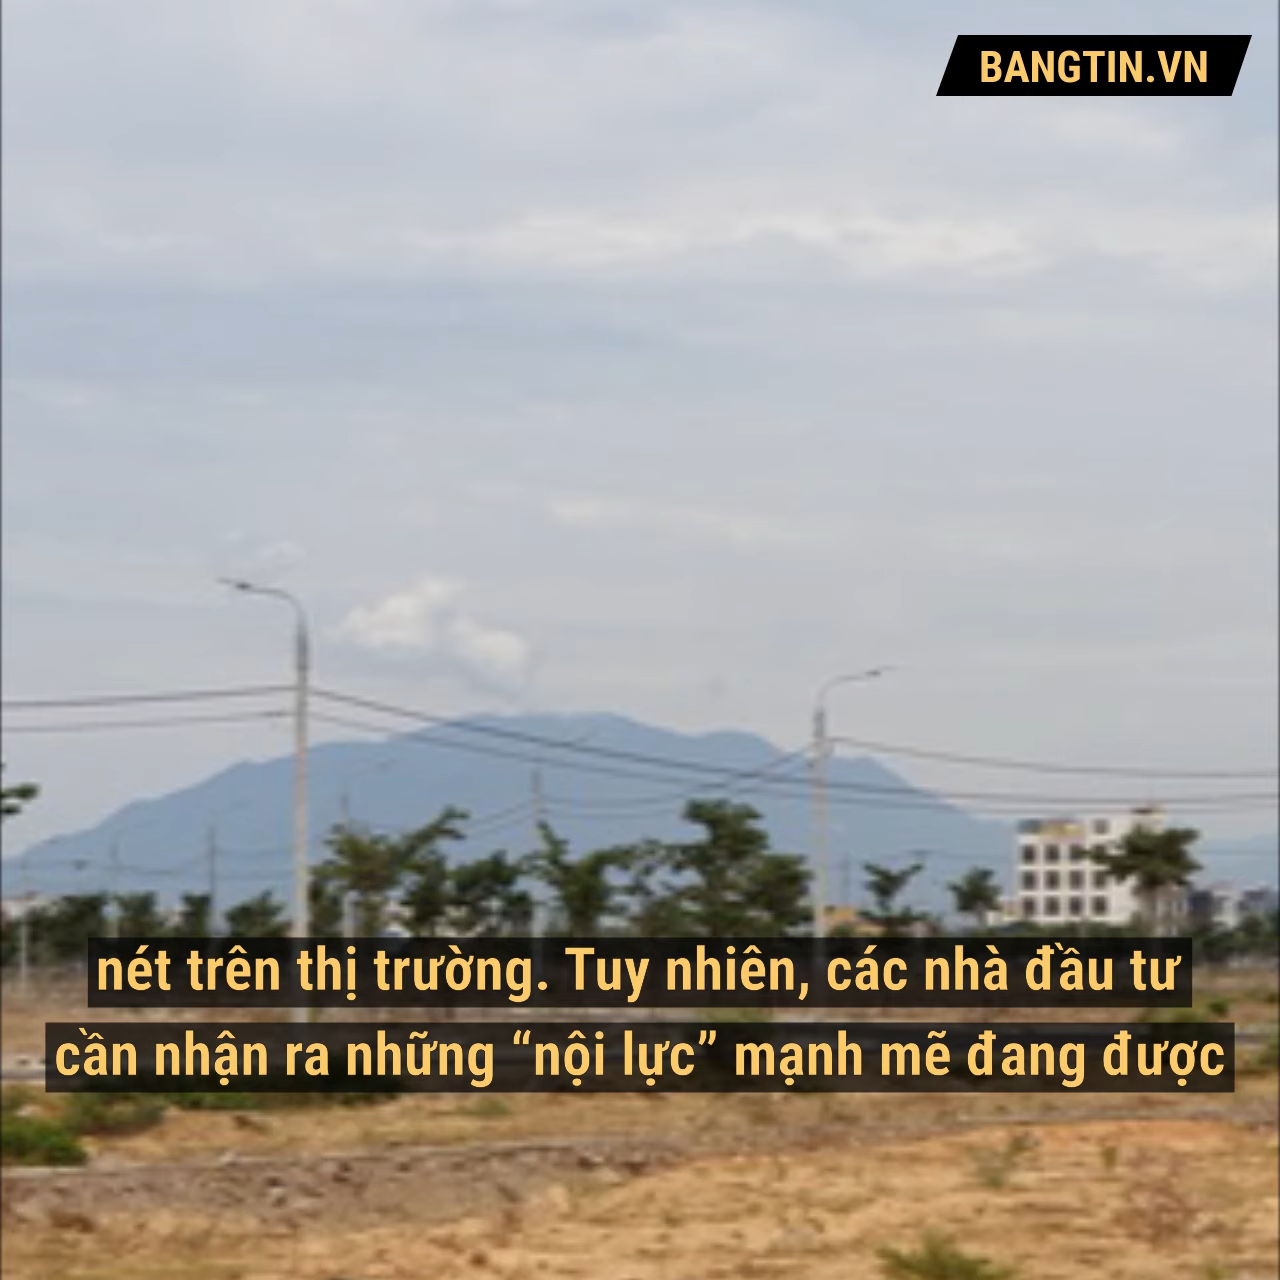 BANGTIN.VN
nét trên thị trường. Tuy nhiên, các nhà đầu tư
cần nhận ra những “nội lực” mạnh mẽ đang được